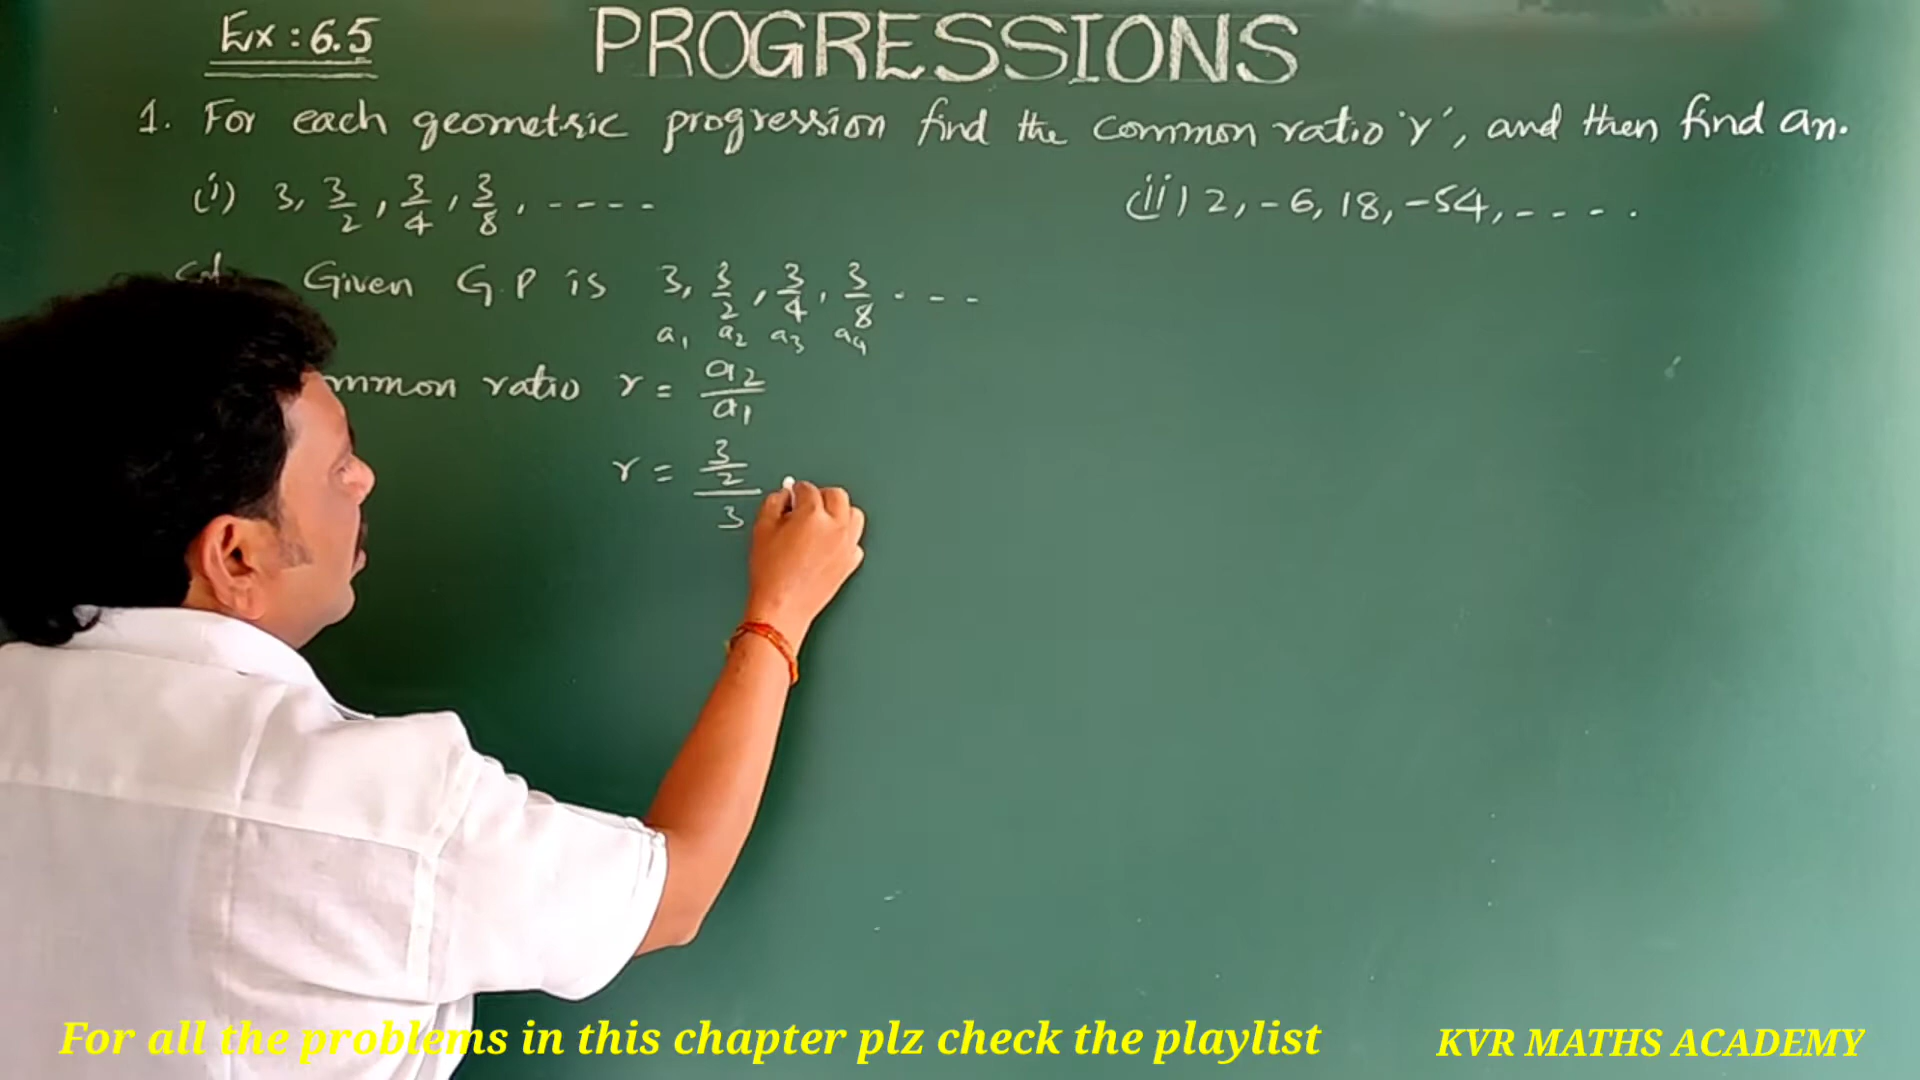 Ex : 6.5
PROGRESSIONS
1. For each geometric progression find the common ratio 'r', and then find an.
(i) 3, 3/2, 3/4, 3/8, - - - -
(ii) 2, -6, 18, -54, - - - .
Given G.P is 3, 3/2, 3/4, 3/8 . - - -
a1 a2 a3 a4
ratio r = a2/a1
r = 3/2/3
For all the problems in this chapter plz check the playlist
KVR MATHS ACADEMY